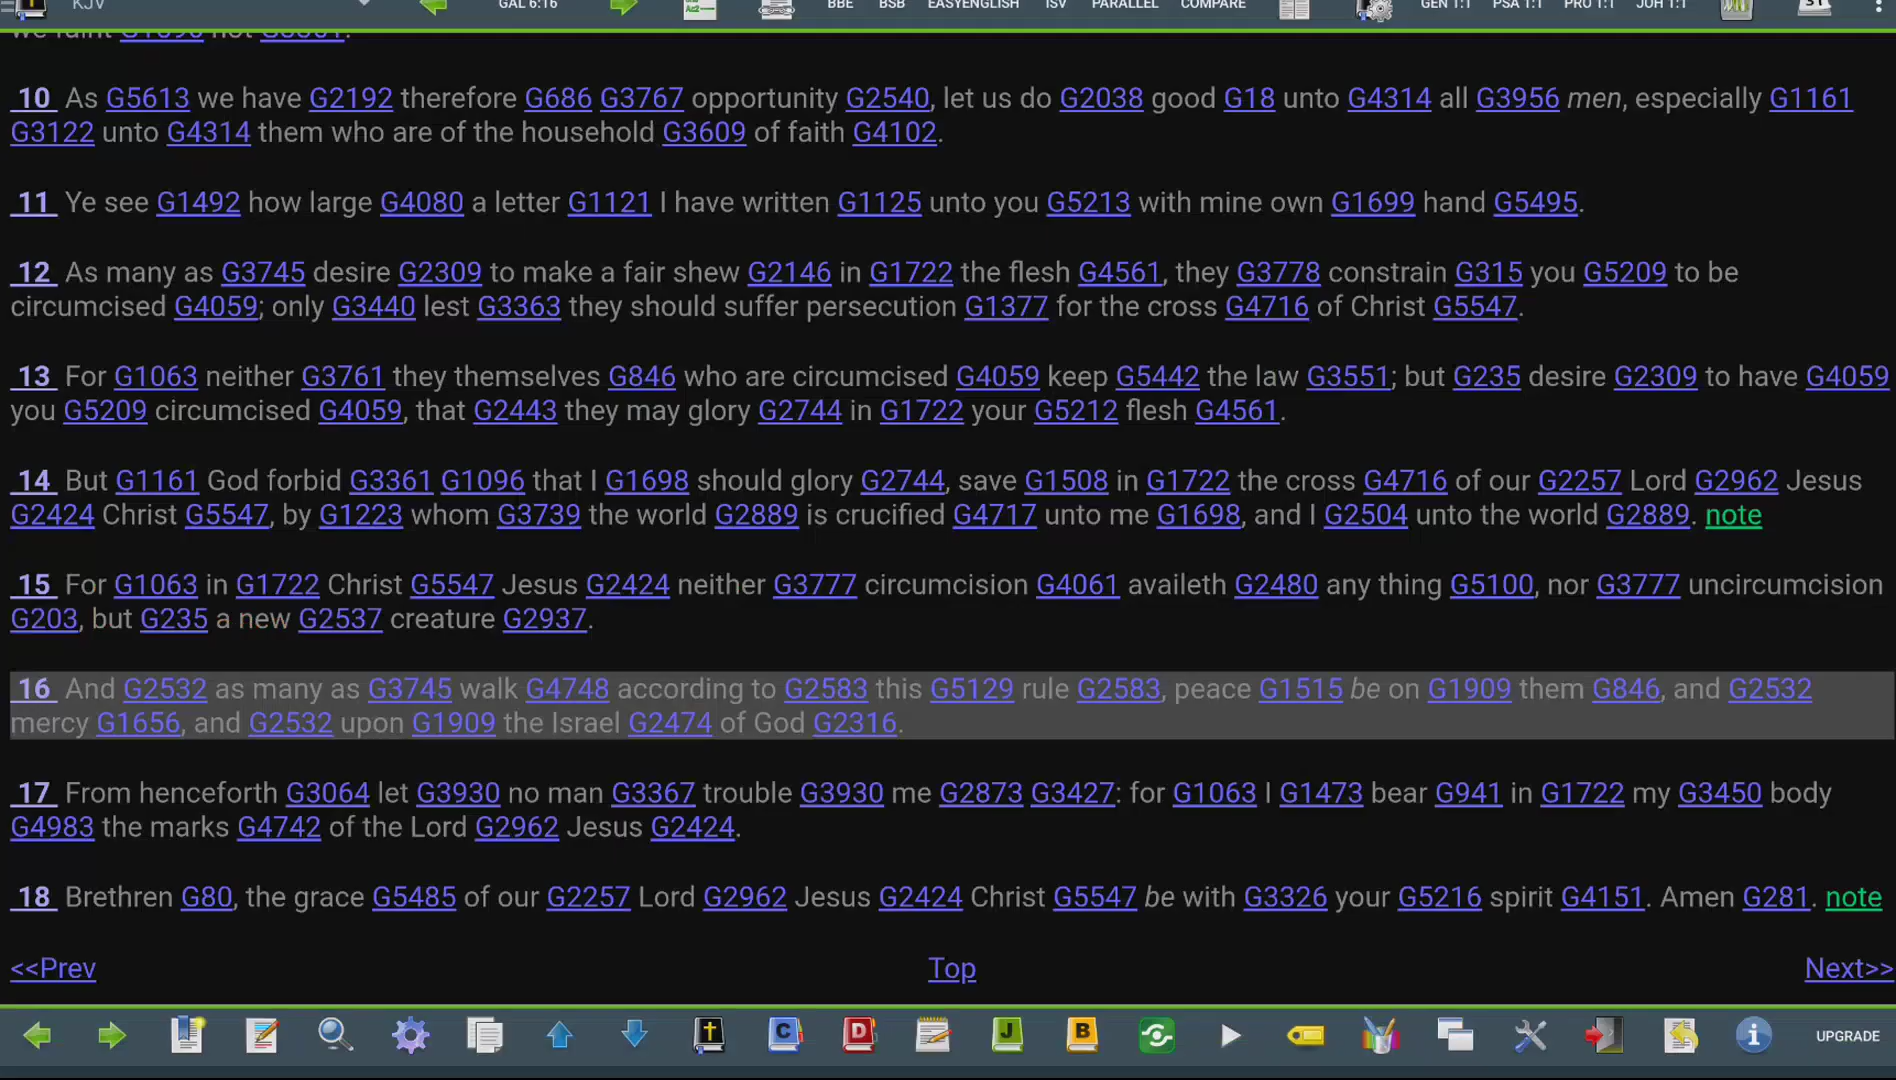 KJV GAL 6:16 BBE BSB EASYENGLISH ISV PARALLEL COMPARE GEN 1:1 PSA 1:1 PRO 1:1 JOH 1:1
we faint not
10 As G5613 we have G2192 therefore G686 G3767 opportunity G2540, let us do G2038 good G18 unto G4314 all G3956 men, especially G1161
G3122 unto G4314 them who are of the household G3609 of faith G4102.
11 Ye see G1492 how large G4080 a letter G1121 I have written G1125 unto you G5213 with mine own G1699 hand G5495.
12 As many as G3745 desire G2309 to make a fair shew G2146 in G1722 the flesh G4561, they G3778 constrain G315 you G5209 to be
circumcised G4059; only G3440 lest G3363 they should suffer persecution G1377 for the cross G4716 of Christ G5547.
13 For G1063 neither G3761 they themselves G846 who are circumcised G4059 keep G5442 the law G3551; but G235 desire G2309 to have G4059
you G5209 circumcised G4059, that G2443 they may glory G2744 in G1722 your G5212 flesh G4561.
14 But G1161 God forbid G3361 G1096 that I G1698 should glory G2744, save G1508 in G1722 the cross G4716 of our G2257 Lord G2962 Jesus
G2424 Christ G5547, by G1223 whom G3739 the world G2889 is crucified G4717 unto me G1698, and I G2504 unto the world G2889. note
15 For G1063 in G1722 Christ G5547 Jesus G2424 neither G3777 circumcision G4061 availeth G2480 any thing G5100, nor G3777 uncircumcision
G203, but G235 a new G2537 creature G2937.
16 And G2532 as many as G3745 walk G4748 according to G2583 this G5129 rule G2583, peace G1515 be on G1909 them G846, and G2532
mercy G1656, and G2532 upon G1909 the Israel G2474 of God G2316.
17 From henceforth G3064 let G3930 no man G3367 trouble G3930 me G2873 G3427: for G1063 I G1473 bear G941 in G1722 my G3450 body
G4983 the marks G4742 of the Lord G2962 Jesus G2424.
18 Brethren G80, the grace G5485 of our G2257 Lord G2962 Jesus G2424 Christ G5547 be with G3326 your G5216 spirit G4151. Amen G281. note
<<Prev Top Next>>
C D J B UPGRADE